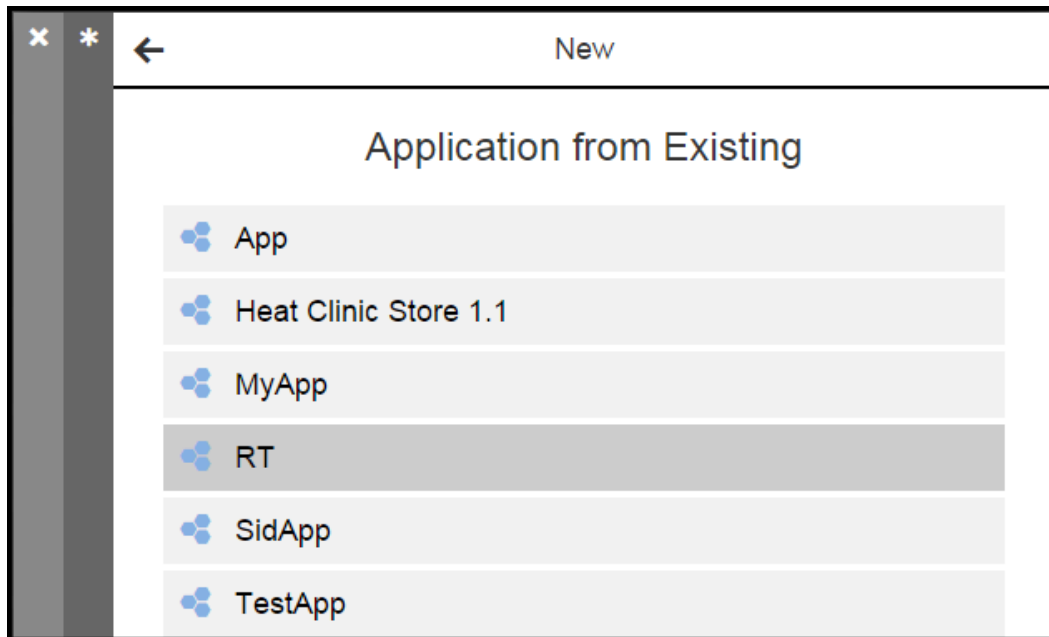 New
Application from Existing
App
Heat Clinic Store 1.1
MyApp
RT
SidApp
TestApp